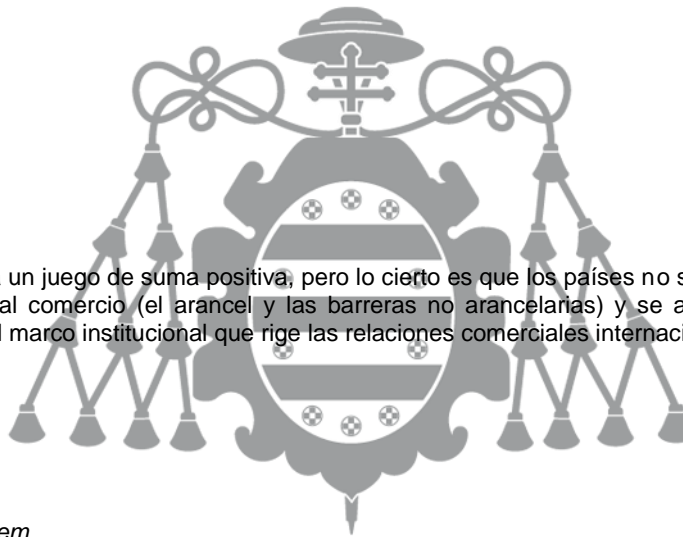 un juego de suma positiva, pero lo cierto es que los países no s
al comercio (el arancel y las barreras no arancelarias) y se a
l marco institucional que rige las relaciones comerciales internaci
em